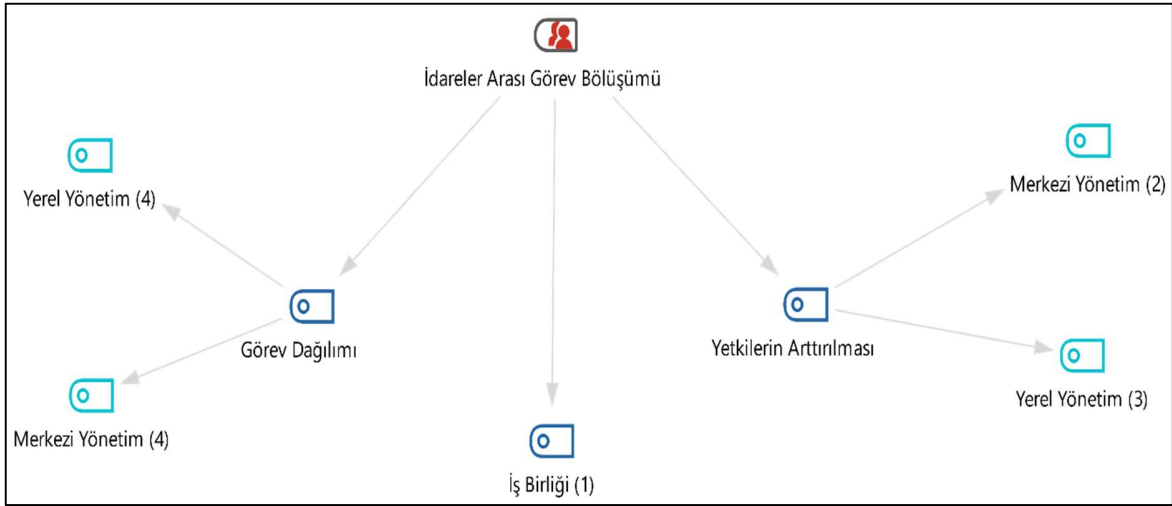 İdareler Arası Görev Bölüşümü
Yerel Yönetim (4)
Merkezi Yönetim (2)
Görev Dağılımı
Yetkilerin Arttırılması
Yerel Yönetim (3)
Merkezi Yönetim (4)
İş Birliği (1)